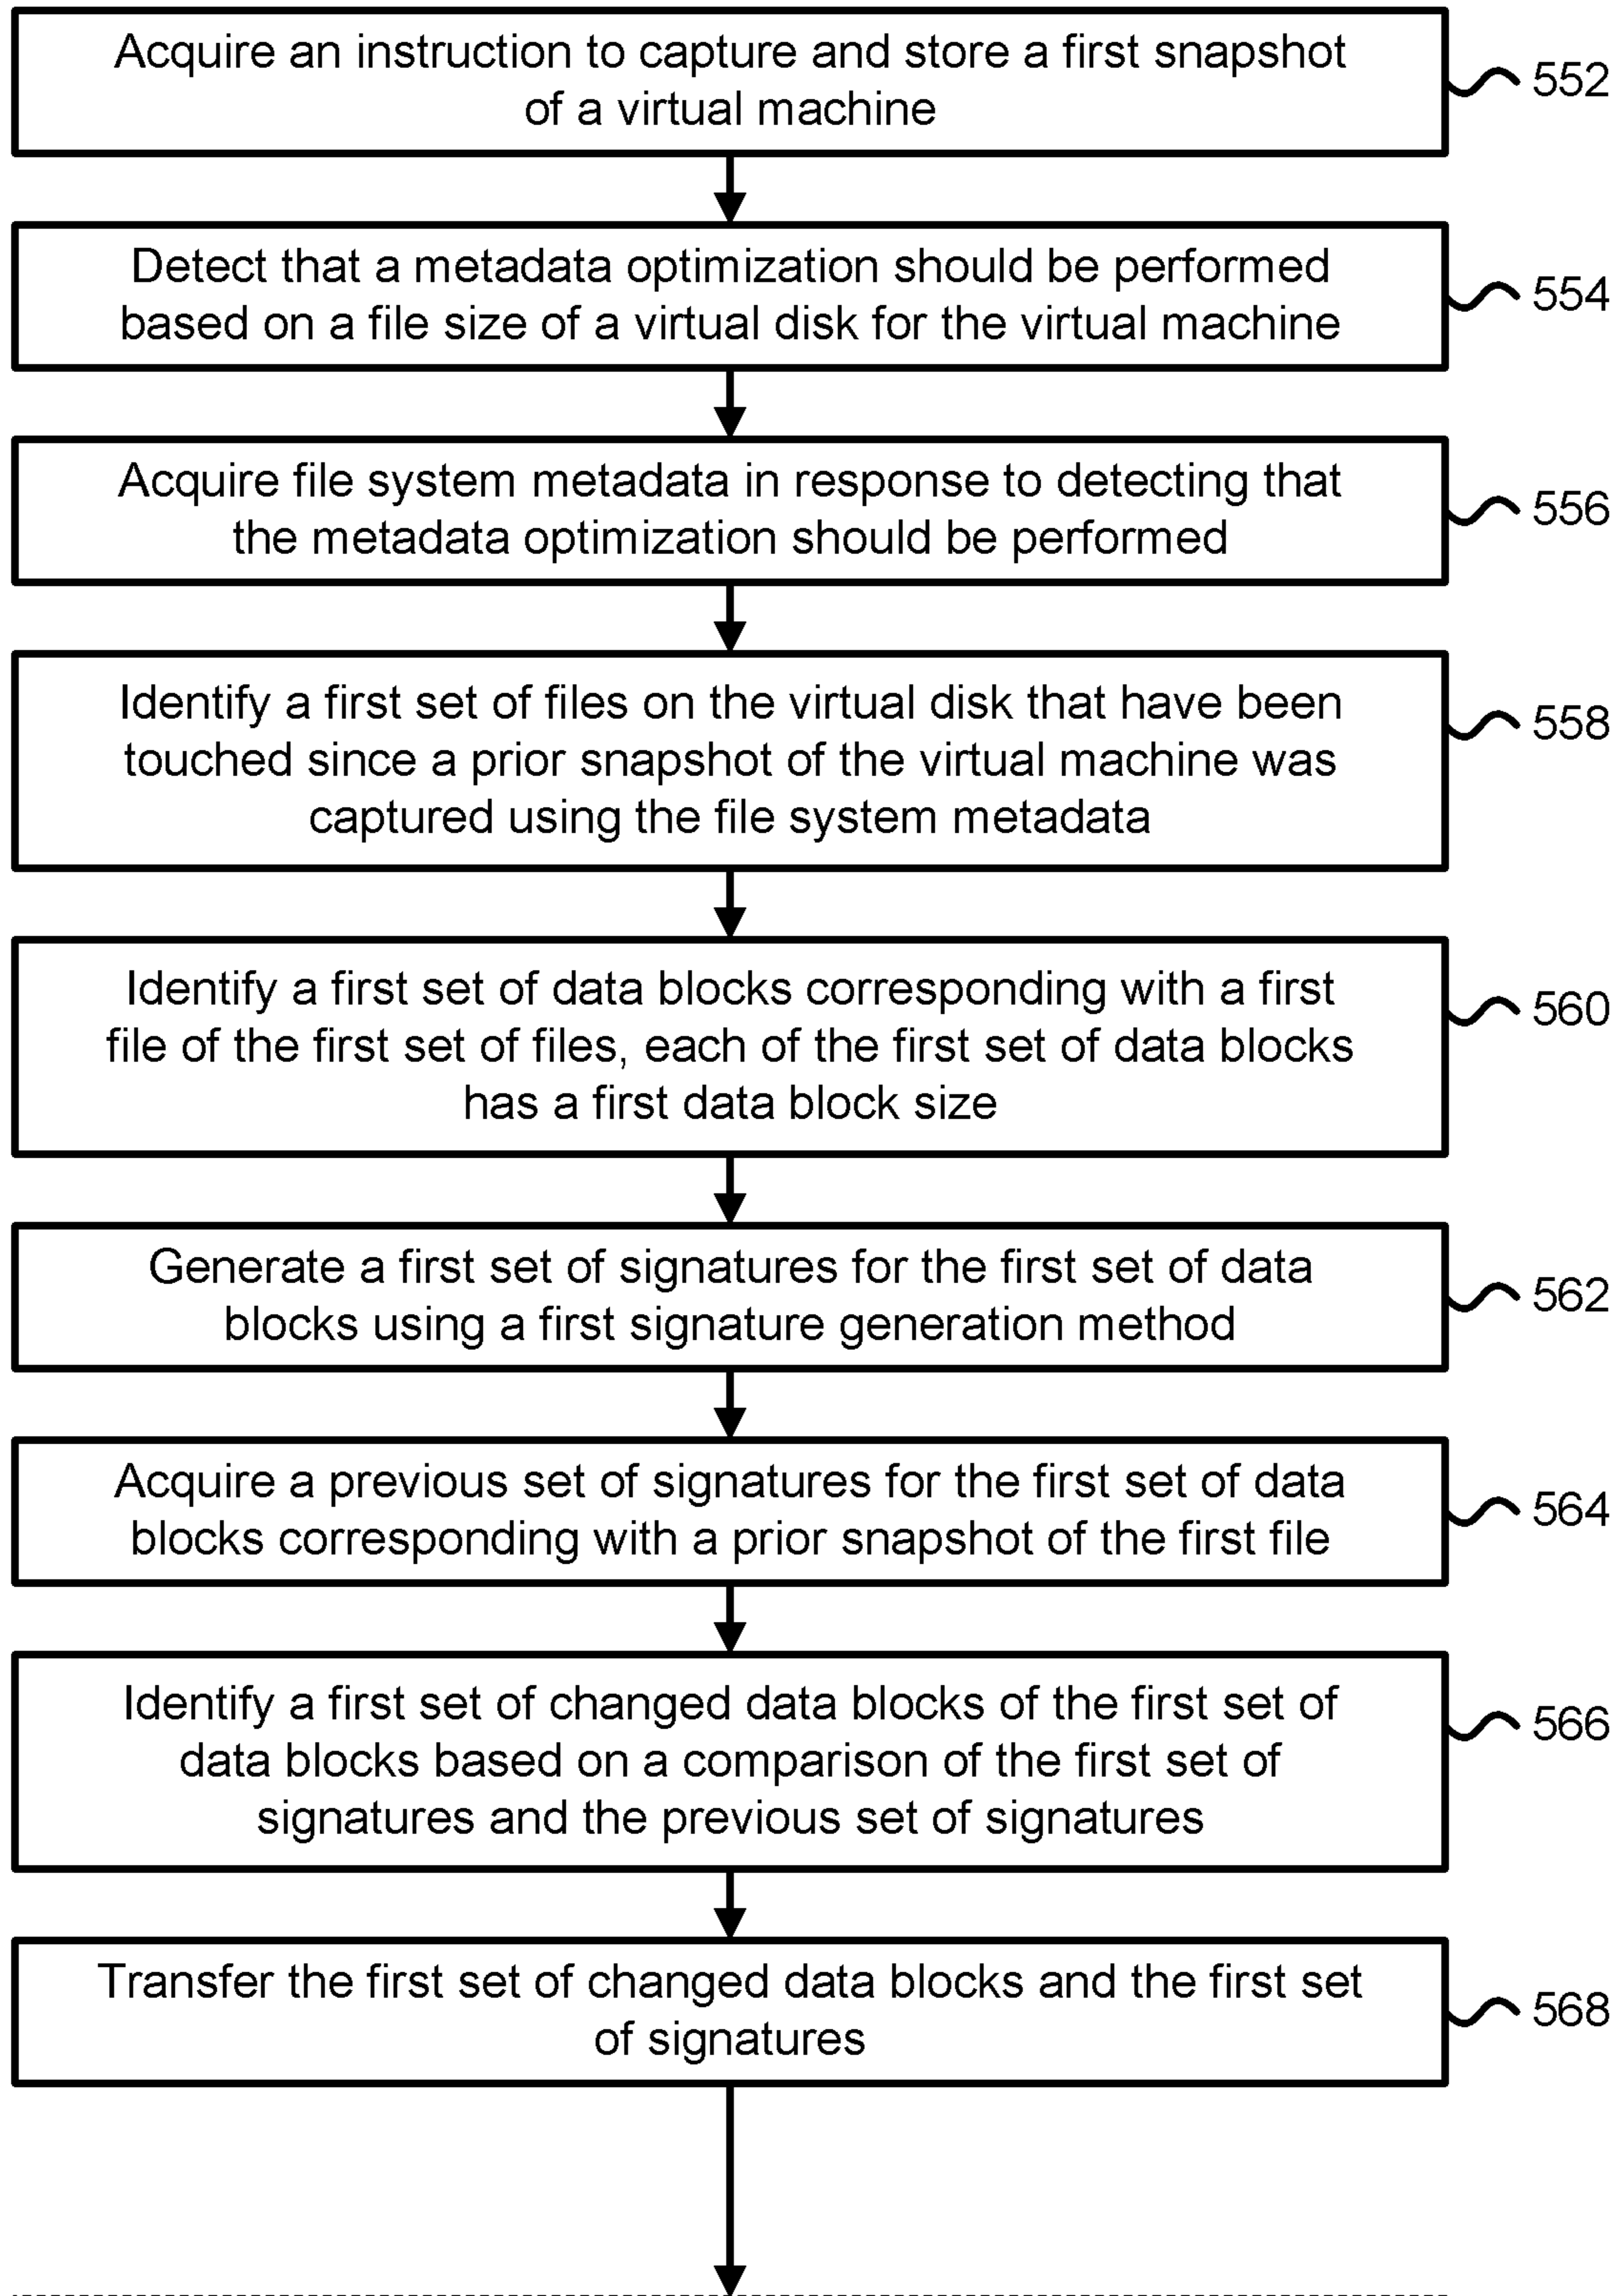 Acquire an instruction to capture and store a first snapshot
of a virtual machine
552
Detect that a metadata optimization should be performed
based on a file size of a virtual disk for the virtual machine
554
Acquire file system metadata in response to detecting that
the metadata optimization should be performed
556
Identify a first set of files on the virtual disk that have been
touched since a prior snapshot of the virtual machine was
captured using the file system metadata
558
Identify a first set of data blocks corresponding with a first
file of the first set of files, each of the first set of data blocks
has a first data block size
560
Generate a first set of signatures for the first set of data
blocks using a first signature generation method
562
Acquire a previous set of signatures for the first set of data
blocks corresponding with a prior snapshot of the first file
564
Identify a first set of changed data blocks of the first set of
data blocks based on a comparison of the first set of
signatures and the previous set of signatures
566
Transfer the first set of changed data blocks and the first set
of signatures
568